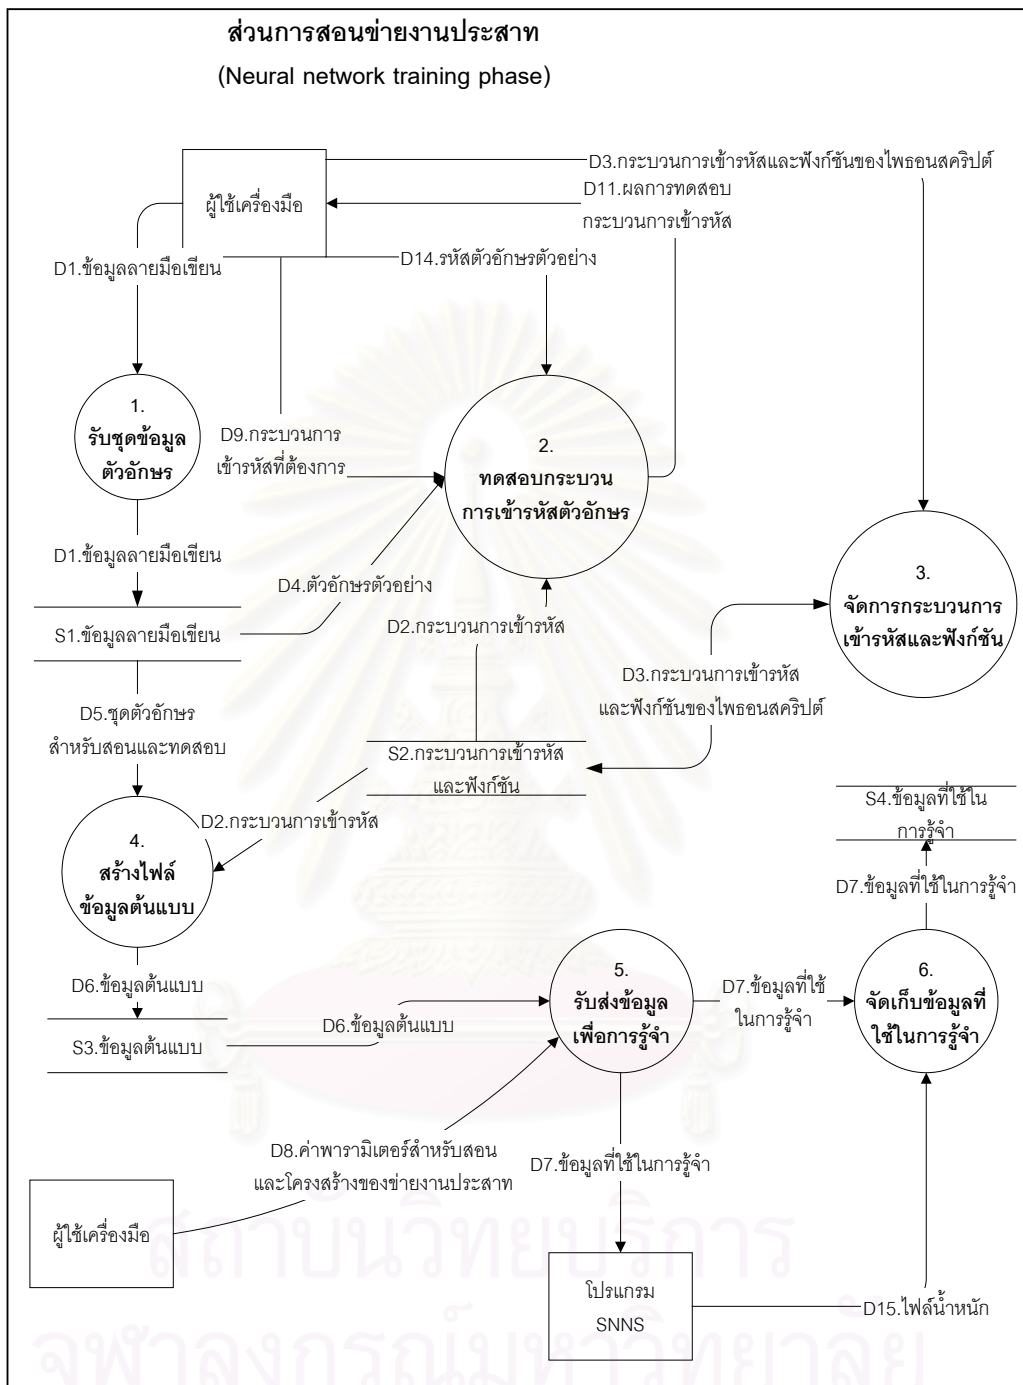 ส่วนการสอนข่ายงานประสาท
(Neural network training phase)
D3.กระบวนการเข้ารหัสและฟังก์ชันของไพธอนสคริปต์
D11.ผลการทดสอบ
กระบวนการเข้ารหัส
ผู้ใช้เครื่องมือ
D1.ข้อมูลลายมือเขียน
D14.รหัสตัวอักษรตัวอย่าง
1.
รับชุดข้อมูล
ตัวอักษร
D9.กระบวนการ
เข้ารหัสที่ต้องการ
2.
ทดสอบกระบวน
การเข้ารหัสตัวอักษร
D1.ข้อมูลลายมือเขียน
D4.ตัวอักษรตัวอย่าง
3.
จัดการกระบวนการ
เข้ารหัสและฟังก์ชัน
S1.ข้อมูลลายมือเขียน
D2.กระบวนการเข้ารหัส
D3.กระบวนการเข้ารหัส
และฟังก์ชันของไพธอนสคริปต์
D5.ชุดตัวอักษร
สำหรับสอนและทดสอบ
S2.กระบวนการเข้ารหัส
และฟังก์ชัน
S4.ข้อมูลที่ใช้ใน
การรู้จำ
D2.กระบวนการเข้ารหัส
4.
สร้างไฟล์
ข้อมูลต้นแบบ
D7.ข้อมูลที่ใช้ในการรู้จำ
D6.ข้อมูลต้นแบบ
5.
รับส่งข้อมูล
เพื่อการรู้จำ
D7.ข้อมูลที่ใช้
ในการรู้จำ
6.
จัดเก็บข้อมูลที่
ใช้ในการรู้จำ
S3.ข้อมูลต้นแบบ
D6.ข้อมูลต้นแบบ
D8.ค่าพารามิเตอร์สำหรับสอน
และโครงสร้างของข่ายงานประสาท
D7.ข้อมูลที่ใช้ในการรู้จำ
ผู้ใช้เครื่องมือ
โปรแกรม
SNNS
D15.ไฟล์น้ำหนัก
สถาบันวิทยบริการ
จุฬาลงกรณ์มหาวิทยาลัย